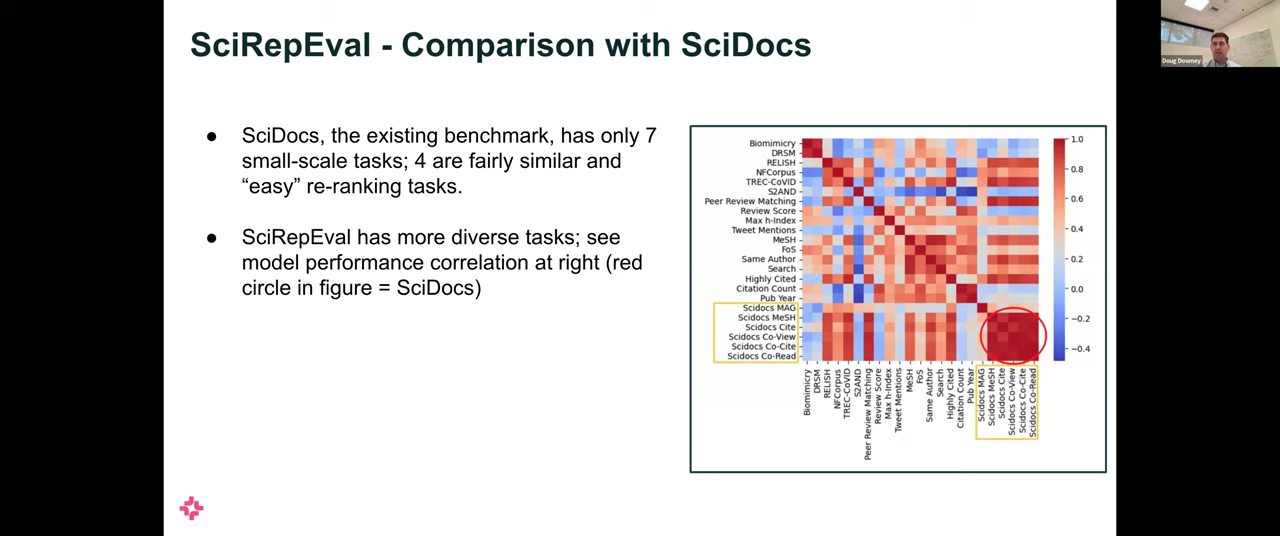 SciRepEval - Comparison with SciDocs
Doug Downey
● SciDocs, the existing benchmark, has only 7
small-scale tasks; 4 are fairly similar and
“easy” re-ranking tasks.
● SciRepEval has more diverse tasks; see
model performance correlation at right (red
circle in figure = SciDocs)
Biomimicry
DRSM
RELISH
NFCorpus
TREC-CoVID
S2AND
Peer Review Matching
Review Score
Max h-Index
Tweet Mentions
MeSH
FoS
Same Author
Search
Highly Cited
Citation Count
Pub Year
Scidocs MAG
Scidocs MeSH
Scidocs Cite
Scidocs Co-View
Scidocs Co-Cite
Scidocs Co-Read
Biomimicry
DRSM
RELISH
NFCorpus
TREC-CoVID
S2AND
Peer Review Matching
Review Score
Max h-Index
Tweet Mentions
MeSH
FoS
Same Author
Search
Highly Cited
Citation Count
Pub Year
Scidocs MAG
Scidocs MeSH
Scidocs Cite
Scidocs Co-View
Scidocs Co-Cite
Scidocs Co-Read
1.0
0.8
0.6
0.4
0.2
0.0
−0.2
−0.4